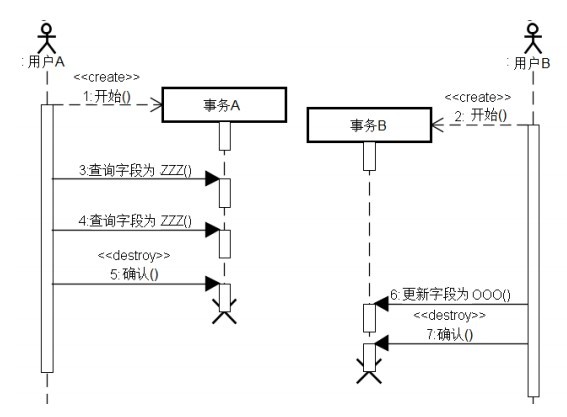 : 用户A
: 用户B
<<create>>
1:开始()
事务A
<<create>>
2: 开始()
事务B
3:查询字段为 ZZZ()
4:查询字段为 ZZZ()
<<destroy>>
5:确认()
6:更新字段为 OOO()
<<destroy>>
7:确认()